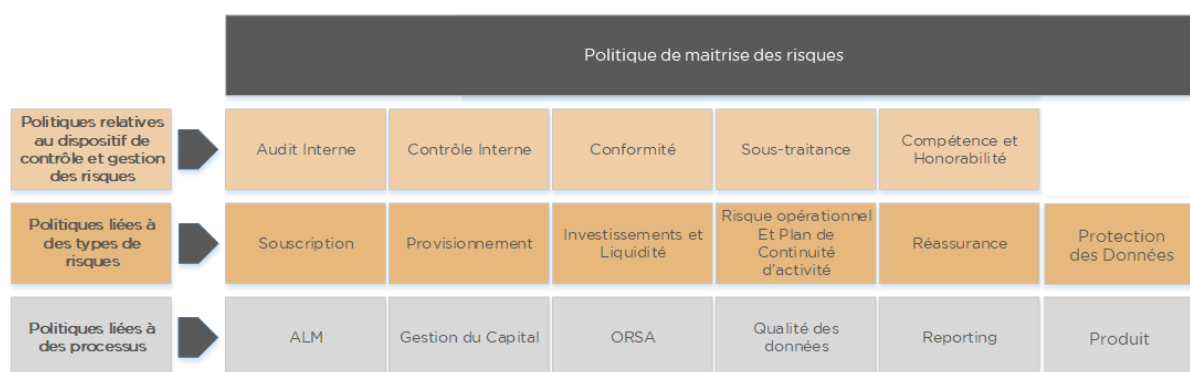 Politique de maitrise des risques
Politiques relatives
au dispositif de
contrôle et gestion
des risques
Audit Interne
Contrôle Interne
Conformité
Sous-traitance
Compétence et
Honorabilité
Politiques liées à
des types de
risques
Souscription
Provisionnement
Investissements et
Liquidité
Risque opérationnel
Et Plan de
Continuité
d'activité
Réassurance
Protection
des Données
Politiques liées à
des processus
ALM
Gestion du Capital
ORSA
Qualité des
données
Reporting
Produit